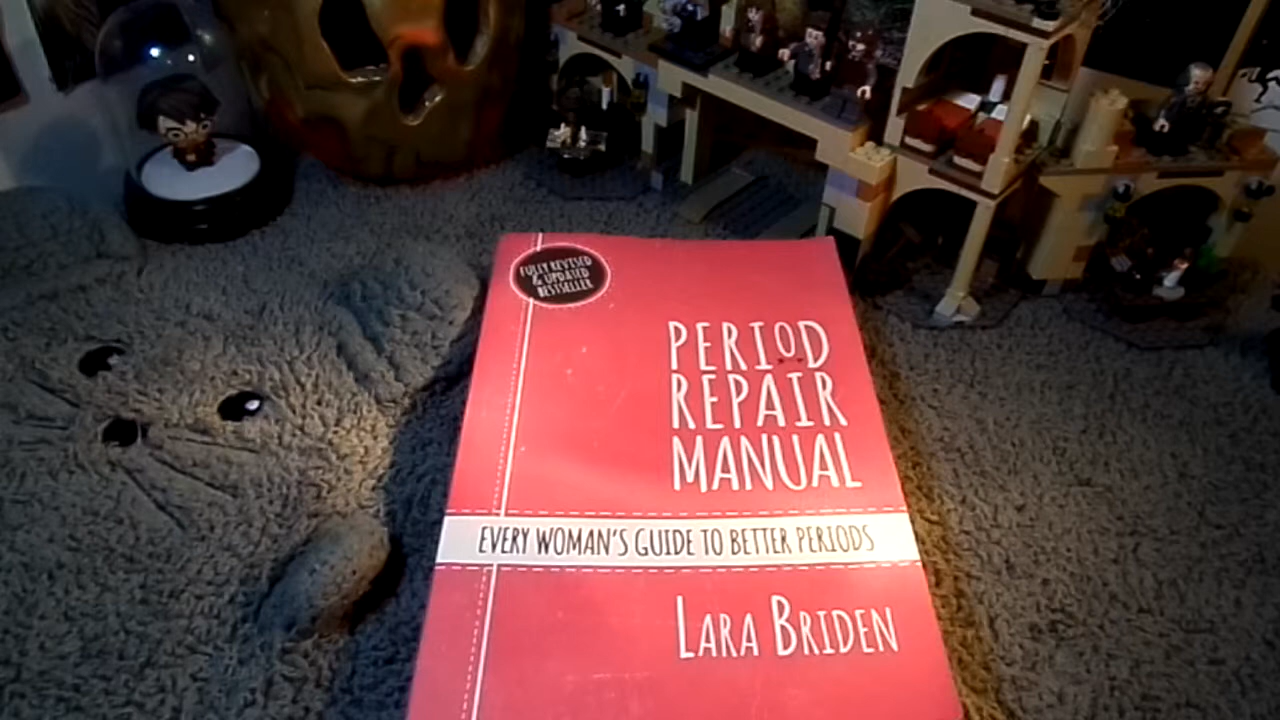 FULLY REVISED
& UPDATED
BESTSELLER
PERIOD
REPAIR
MANUAL
EVERY WOMAN'S GUIDE TO BETTER PERIODS
LARA BRIDEN